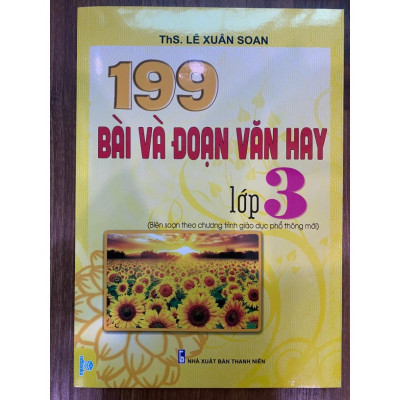 ThS. LÊ XUÂN SOAN
199
BÀI VÀ ĐOẠN VĂN HAY
lớp 3
(Biên soạn theo chương trình giáo dục phổ thông mới)
NHÀ XUẤT BẢN THANH NIÊN